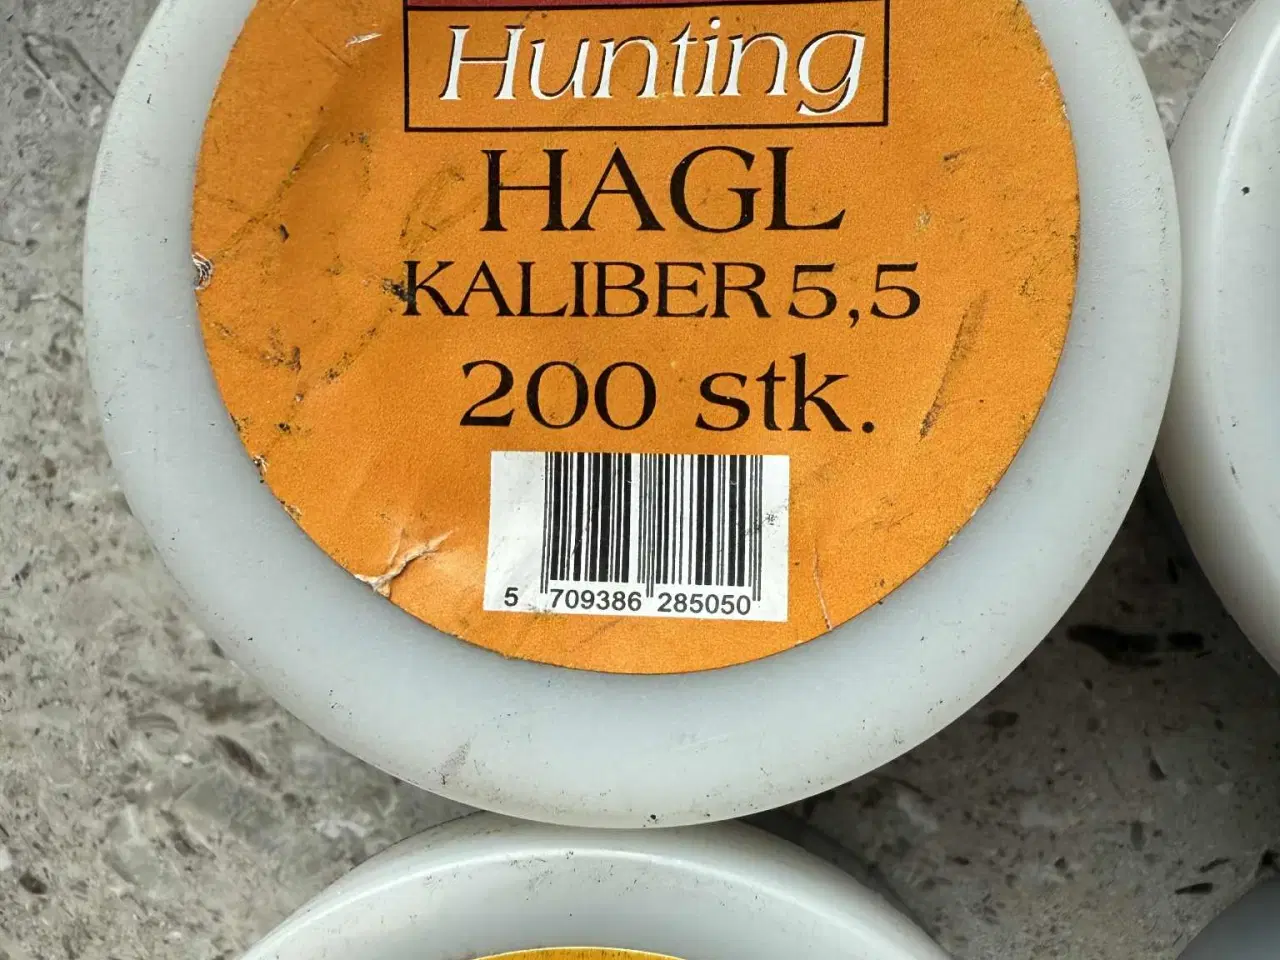 Hunting
HAGL
KALIBER 5,5
200 stk.
5 709386 285050